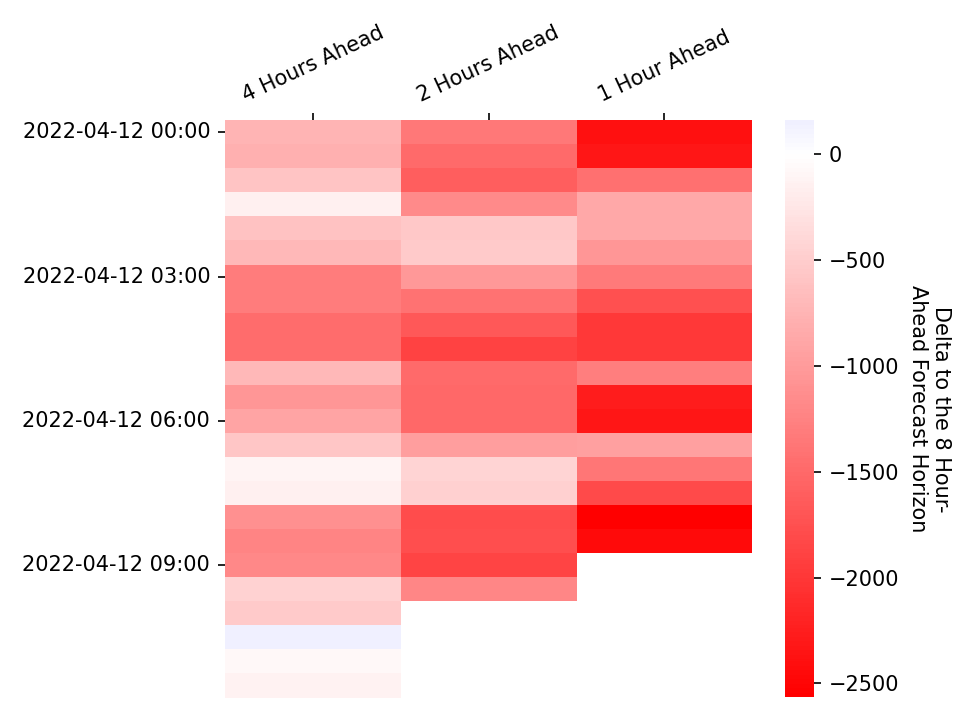 4 Hours Ahead
2 Hours Ahead
1 Hour Ahead
2022-04-12 00:00
2022-04-12 03:00
2022-04-12 06:00
2022-04-12 09:00
0
−500
−1000
−1500
−2000
−2500
Delta to the 8 Hour-
Ahead Forecast Horizon